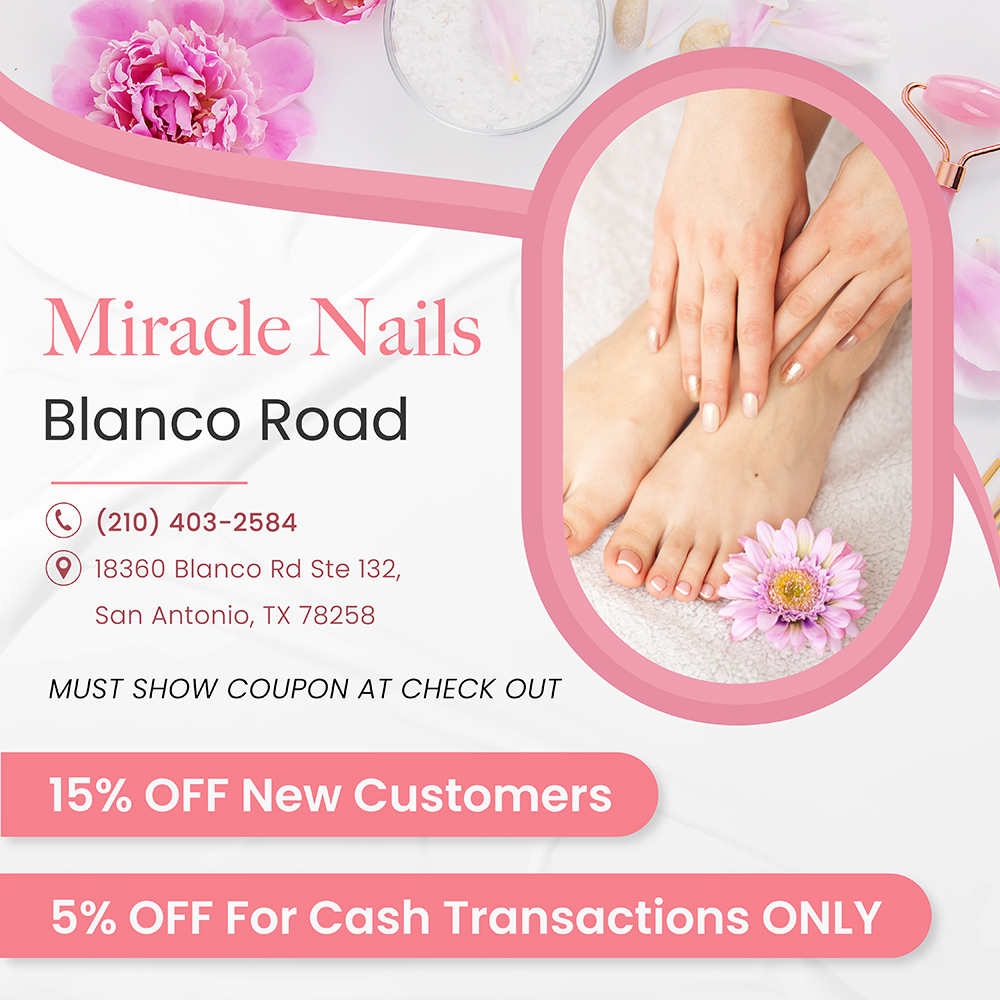 Miracle Nails
Blanco Road
(210) 403-2584
18360 Blanco Rd Ste 132,
San Antonio, TX 78258
MUST SHOW COUPON AT CHECK OUT
15% OFF New Customers
5% OFF For Cash Transactions ONLY